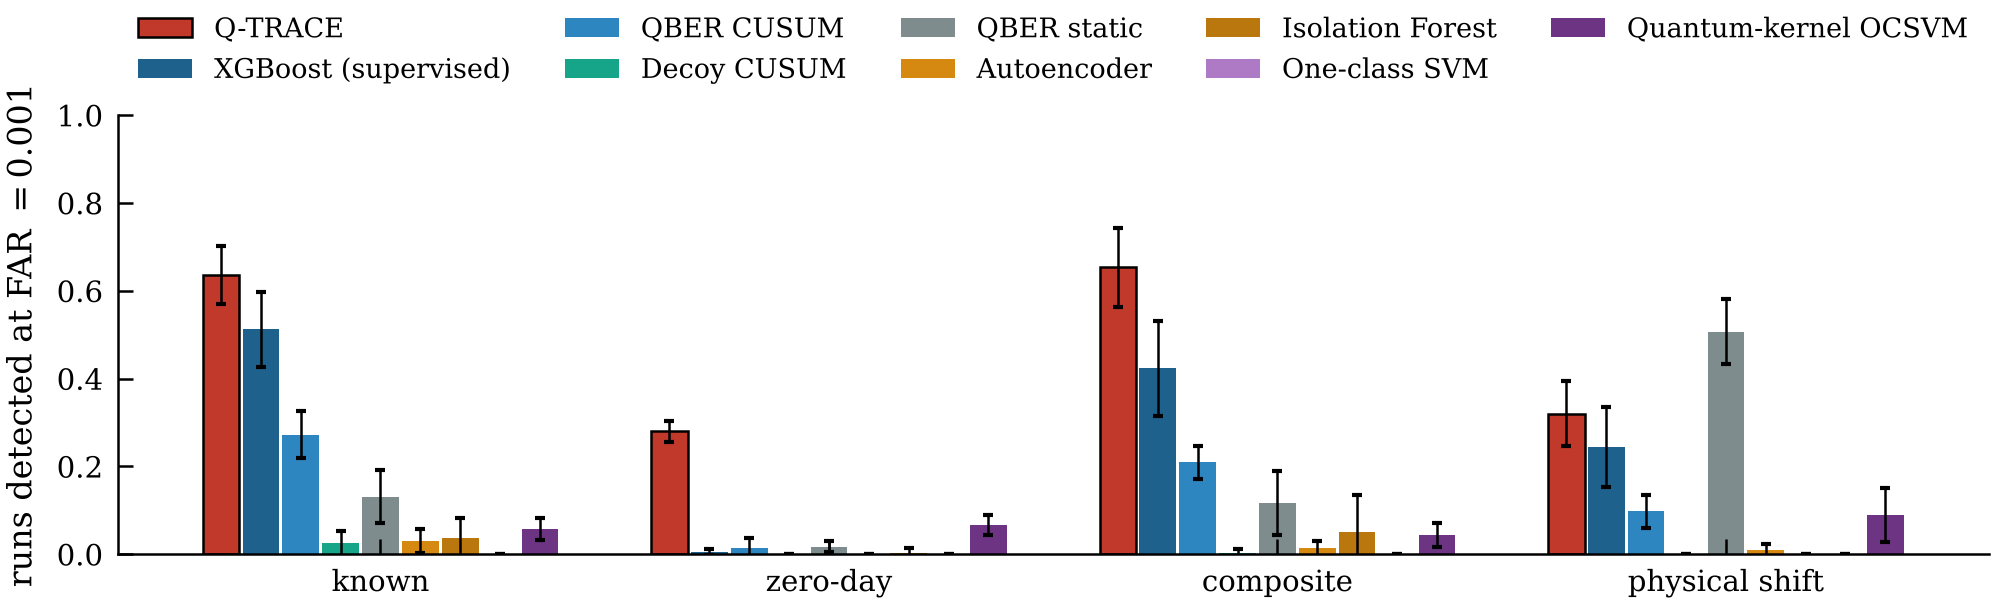 Q-TRACE
XGBoost (supervised)
QBER CUSUM
Decoy CUSUM
QBER static
Autoencoder
Isolation Forest
One-class SVM
Quantum-kernel OCSVM
runs detected at FAR = 0.001
1.0
0.8
0.6
0.4
0.2
0.0
known
zero-day
composite
physical shift